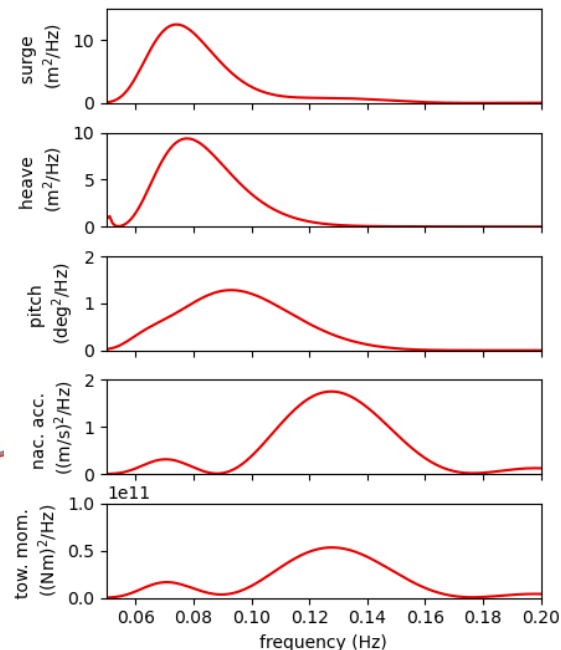 surge
(m²/Hz)
10
0
heave
(m²/Hz)
10
5
0
pitch
(deg²/Hz)
2
1
0
nac. acc.
((m/s)²/Hz)
2
1
0
1e11
tow. mom.
((Nm)²/Hz)
1.0
0.5
0.0
0.06 0.08 0.10 0.12 0.14 0.16 0.18 0.20
frequency (Hz)